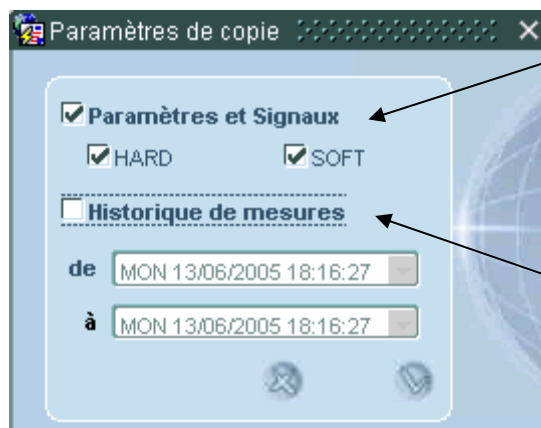 Paramètres de copie
Paramètres et Signaux
HARD SOFT
Historique de mesures
de MON 13/06/2005 18:16:27
à MON 13/06/2005 18:16:27